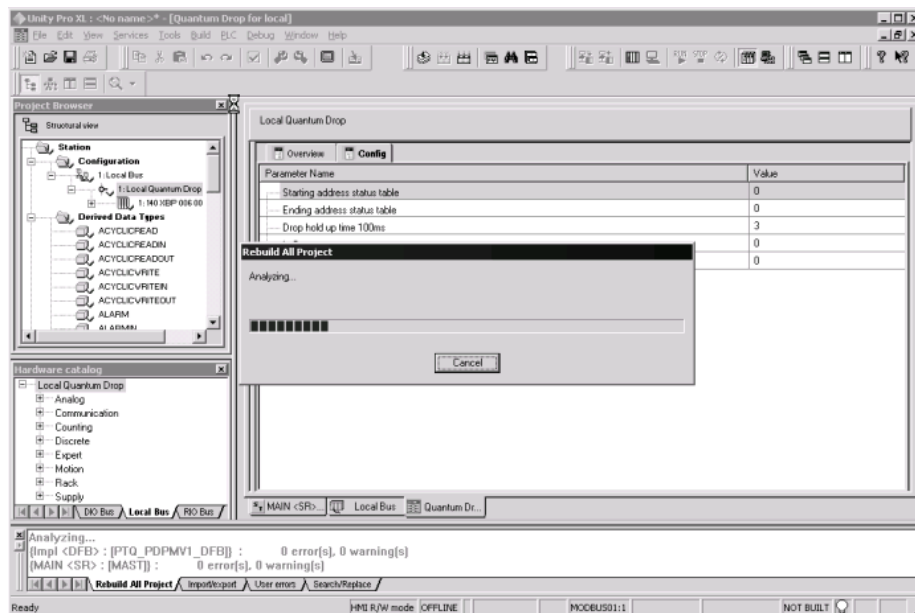 Unity Pro XL : <No name>* - [Quantum Drop for local]
File Edit View Services Tools Build PLC Debug Window Help
Project Browser
Structural view
Station
Configuration
1: Local Bus
1: Local Quantum Drop
1: 140 XBP 006 00
Derived Data Types
ACYCLICREAD
ACYCLICREADIN
ACYCLICREADOUT
ACYCLICWRITE
ACYCLICWRITEIN
ACYCLICWRITEOUT
ALARM
ALARMIN
Hardware catalog
Local Quantum Drop
Analog
Communication
Counting
Discrete
Expert
Motion
Rack
Supply
DIO Bus Local Bus RIO Bus
Local Quantum Drop
Overview Config
Parameter Name Value
Starting address status table 0
Ending address status table 0
Drop hold up time 100ms 3
0
0
Rebuild All Project
Analyzing...
Cancel
MAIN <SR>... Local Bus Quantum Dr...
Analyzing...
{Impl <DFB> : [PTQ_PDPMV1_DFB]} : 0 error(s), 0 warning(s)
{MAIN <SR> : [MAST]} : 0 error(s), 0 warning(s)
Rebuild All Project Import/export User errors Search/Replace
Ready HMI R/W mode OFFLINE MODBUS01:1 NOT BUILT